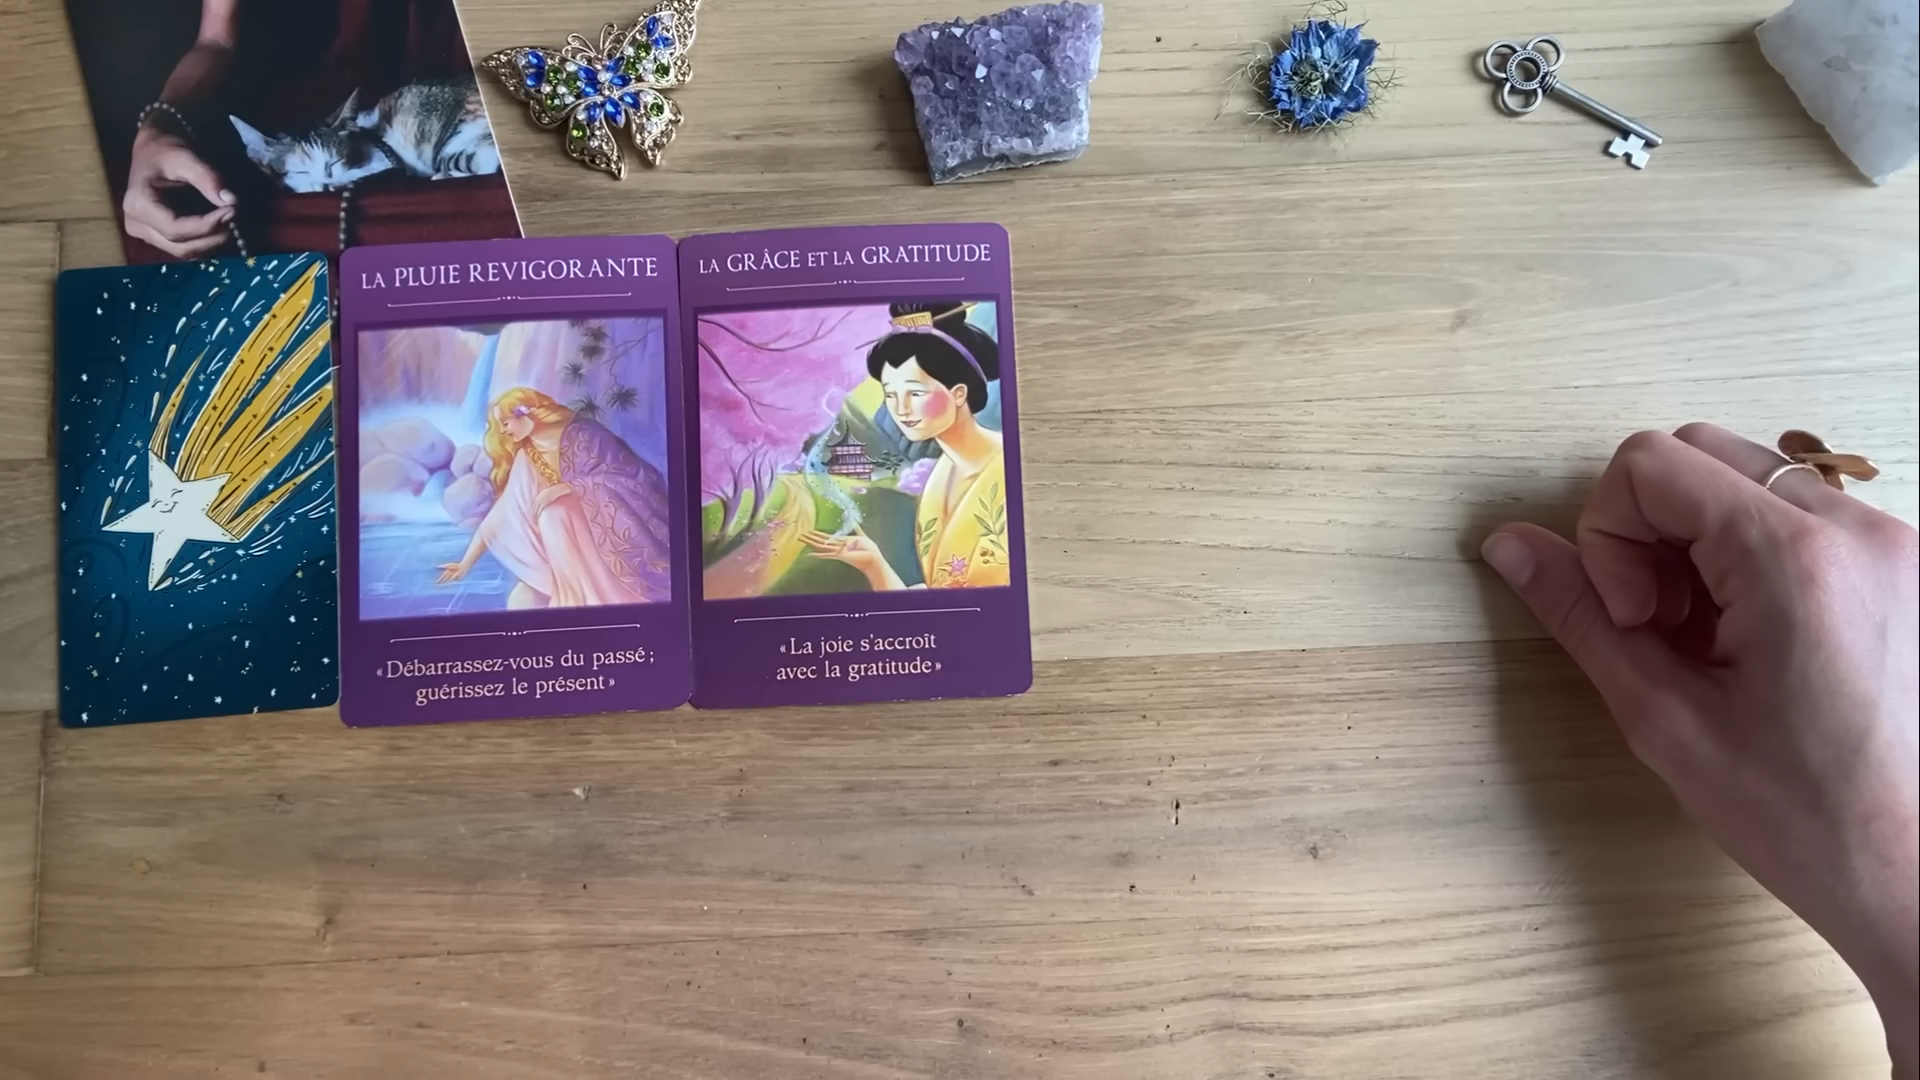 LA PLUIE REVIGORANTE
«Débarrassez-vous du passé ;
guérissez le présent»
LA GRÂCE ET LA GRATITUDE
«La joie s'accroît
avec la gratitude»